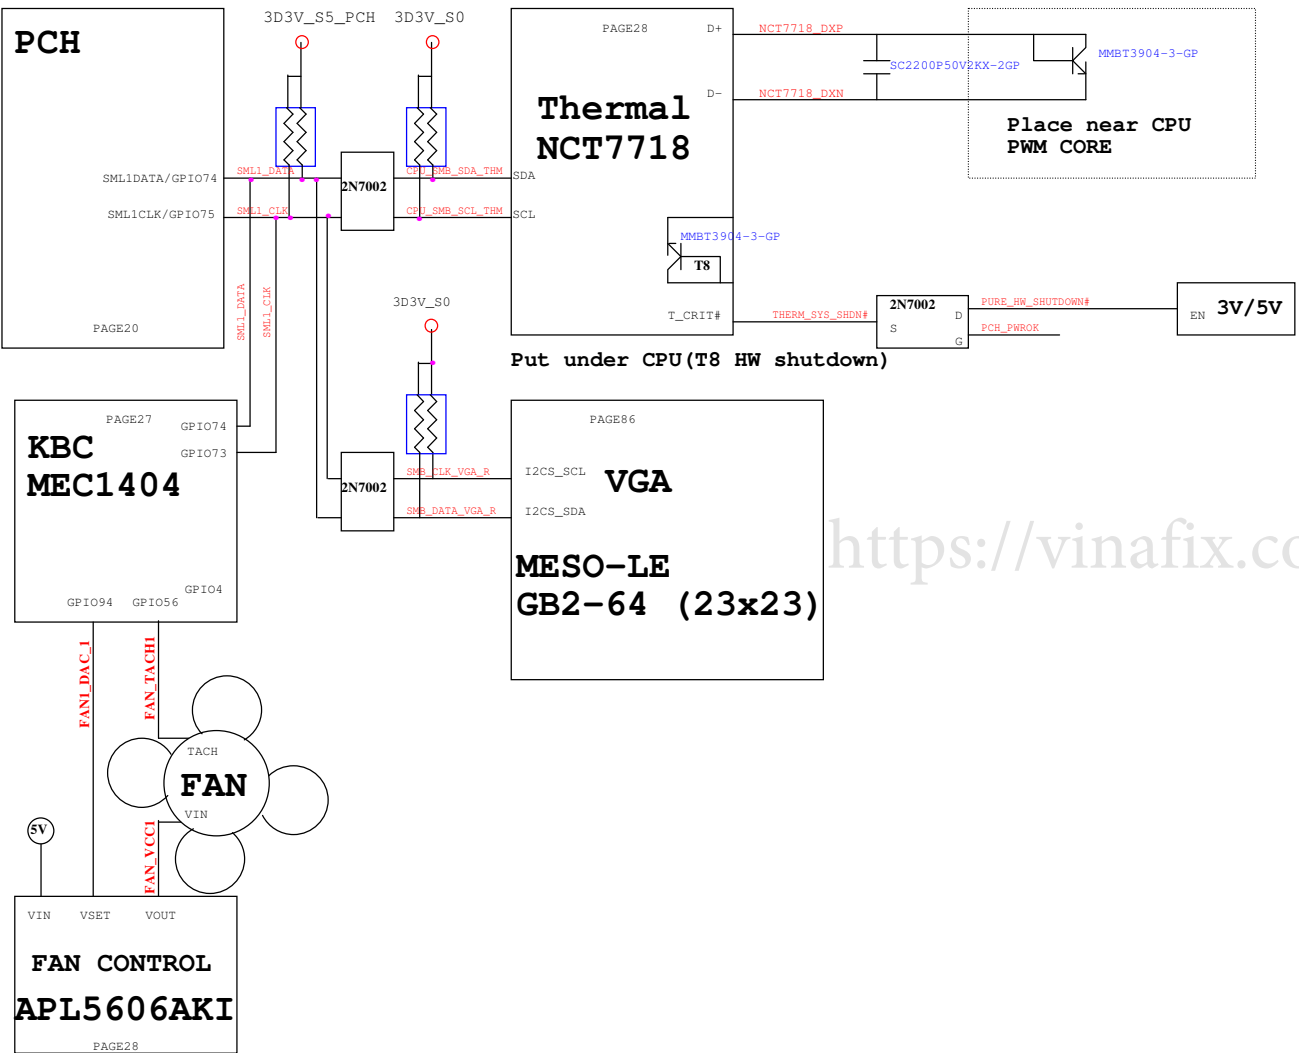 3D3V_S5_PCH
3D3V_S0
PCH
SML1DATA/GPIO74
SML1CLK/GPIO75
PAGE20
SML1_DATA
SML1_CLK
2N7002
CPU_SMB_SDA_THM
CPU_SMB_SCL_THM
PAGE28
D+
D-
Thermal
NCT7718
SDA
SCL
T_CRIT#
MMBT3904-3-GP
T8
NCT7718_DXP
NCT7718_DXN
SC2200P50V2KX-2GP
MMBT3904-3-GP
Place near CPU
PWM CORE
THERM_SYS_SHDN#
2N7002
S
D
G
PURE_HW_SHUTDOWN#
PCH_PWROK
EN
3V/5V
Put under CPU(T8 HW shutdown)
SML1_DATA
SML1_CLK
3D3V_S0
PAGE27
KBC
MEC1404
GPIO74
GPIO73
GPIO4
GPIO94
GPIO56
2N7002
SMB_CLK_VGA_R
SMB_DATA_VGA_R
PAGE86
I2CS_SCL
I2CS_SDA
VGA
MESO-LE
GB2-64 (23x23)
FAN1_DAC_1
FAN_TACH1
TACH
FAN
VIN
FAN_VCC1
5V
VIN
VSET
VOUT
FAN CONTROL
APL5606AKI
PAGE28